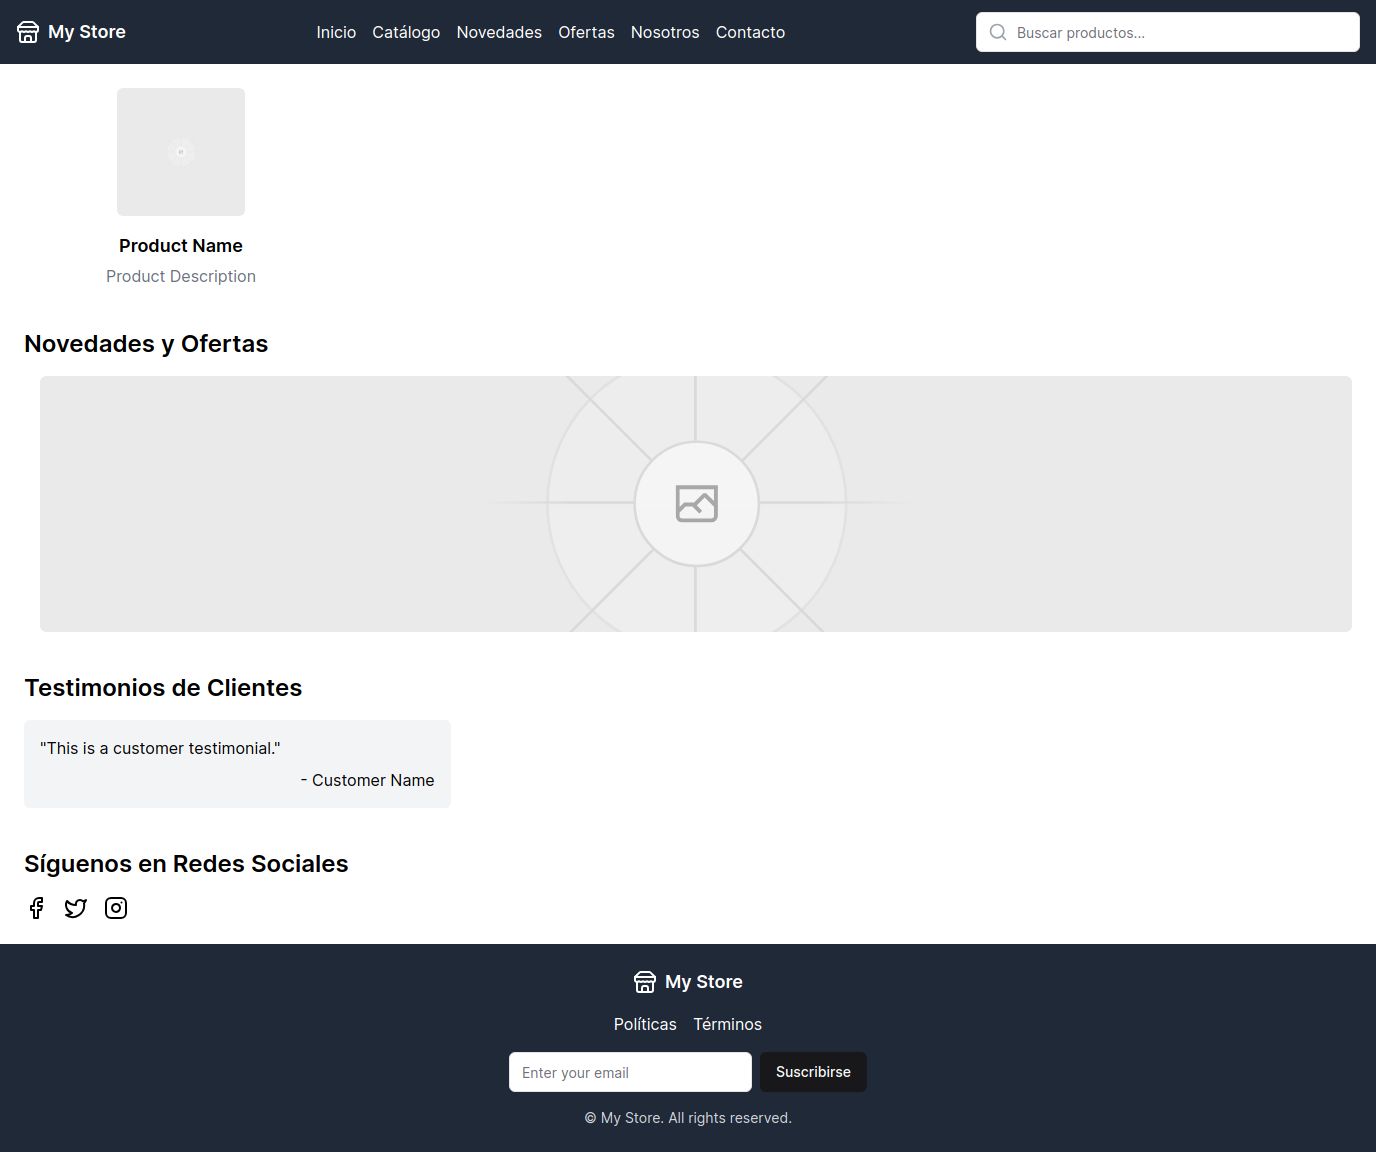 My Store
Inicio Catálogo Novedades Ofertas Nosotros Contacto
Buscar productos...
Product Name
Product Description
Novedades y Ofertas
Testimonios de Clientes
"This is a customer testimonial."
- Customer Name
Síguenos en Redes Sociales
My Store
Políticas Términos
Enter your email
Suscribirse
© My Store. All rights reserved.